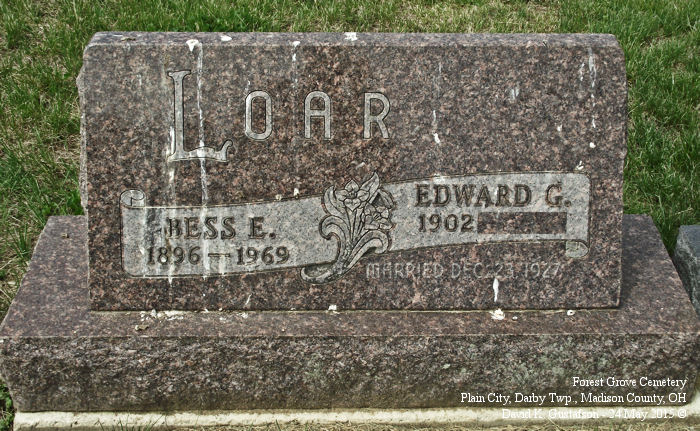 LOAR
BESS E.
1896—1969
EDWARD G.
1902
MARRIED DEC. 23, 1927
Forest Grove Cemetery
Plain City, Darby Twp., Madison County, OH
David K. Gustafson - 24 May 2015 ©